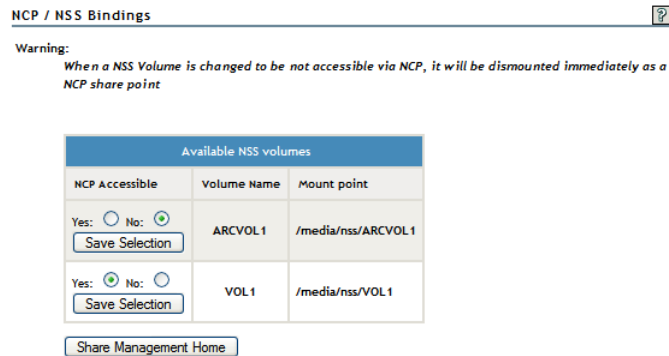 NCP / NSS Bindings
?
Warning:
When a NSS Volume is changed to be not accessible via NCP, it will be dismounted immediately as a
NCP share point
Available NSS volumes
NCP Accessible Volume Name Mount point
Yes: No:
Save Selection
ARCVOL1 /media/nss/ARCVOL1
Yes: No:
Save Selection
VOL1 /media/nss/VOL1
Share Management Home